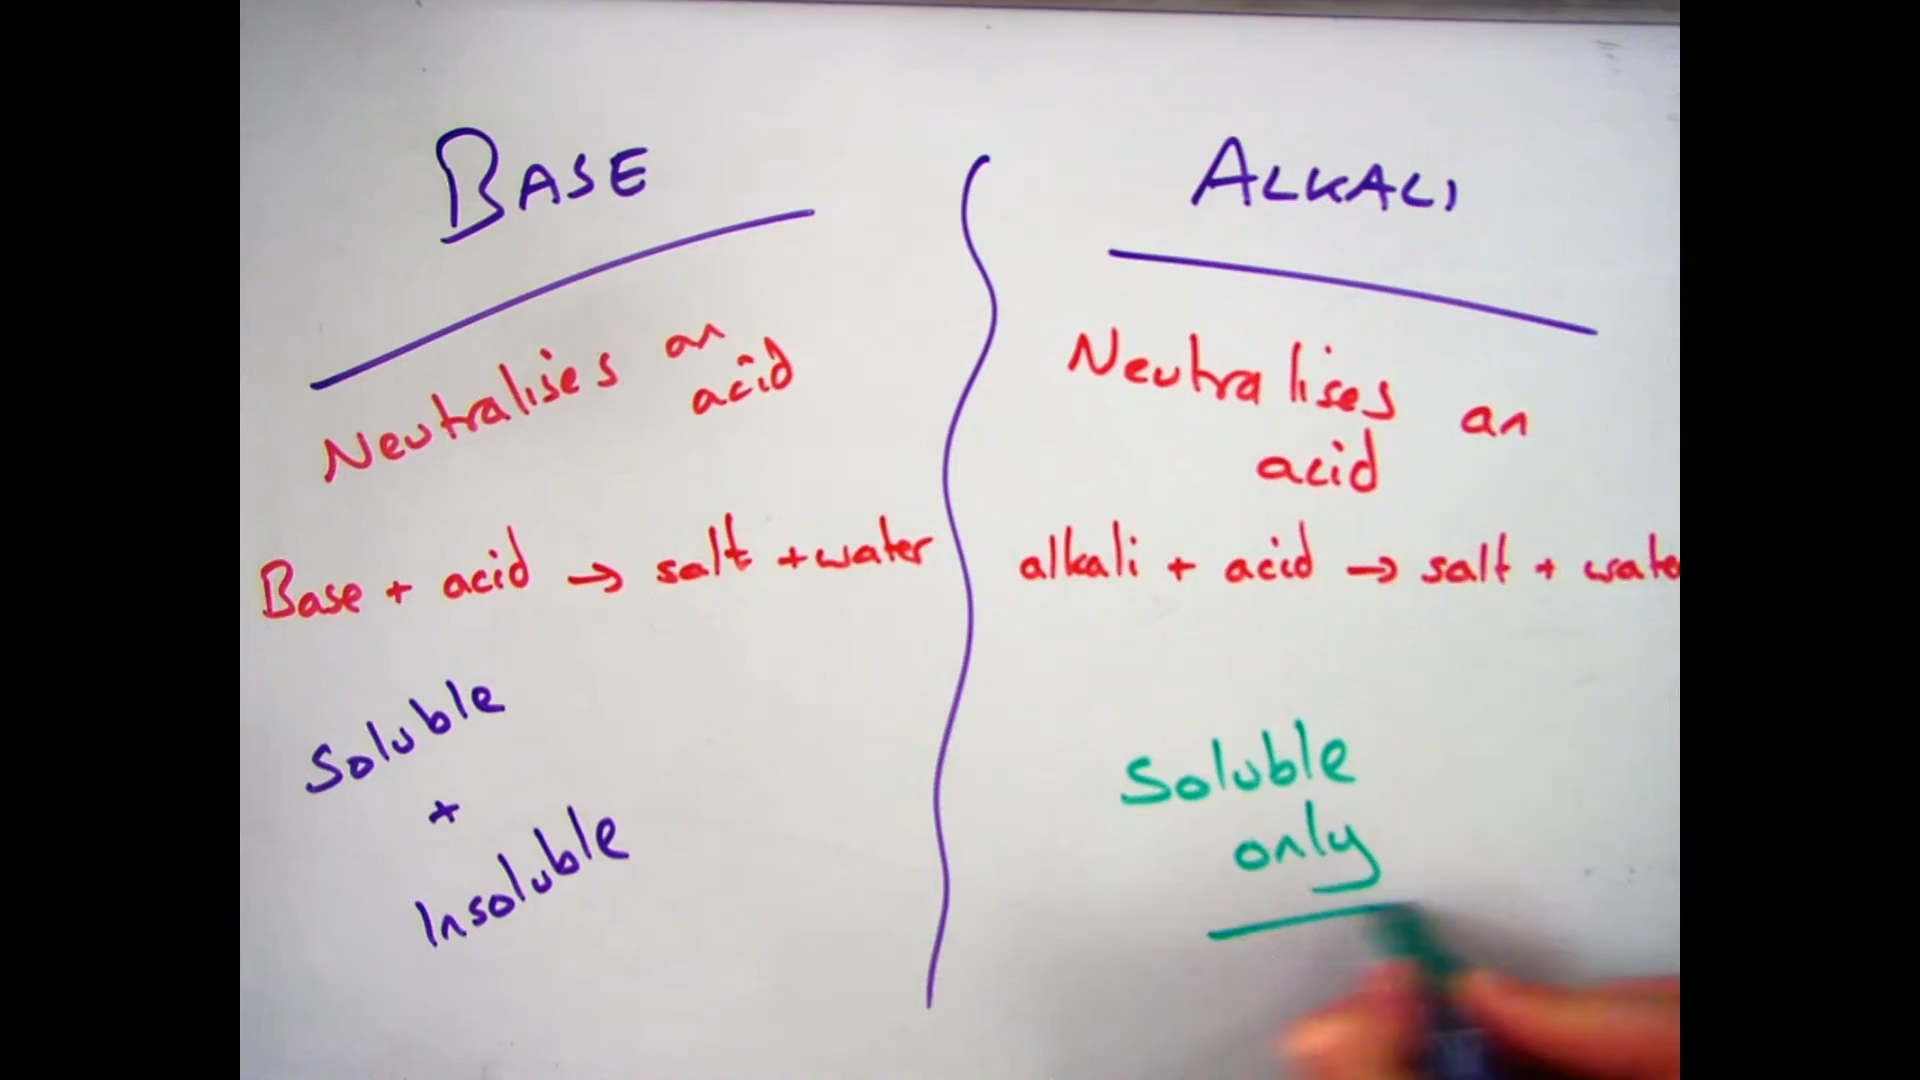 BASE
Neutralises an
acid
Base + acid → salt + water
Soluble
+
Insoluble
ALKALI
Neutralises an
acid
alkali + acid → salt + wate
Soluble
only